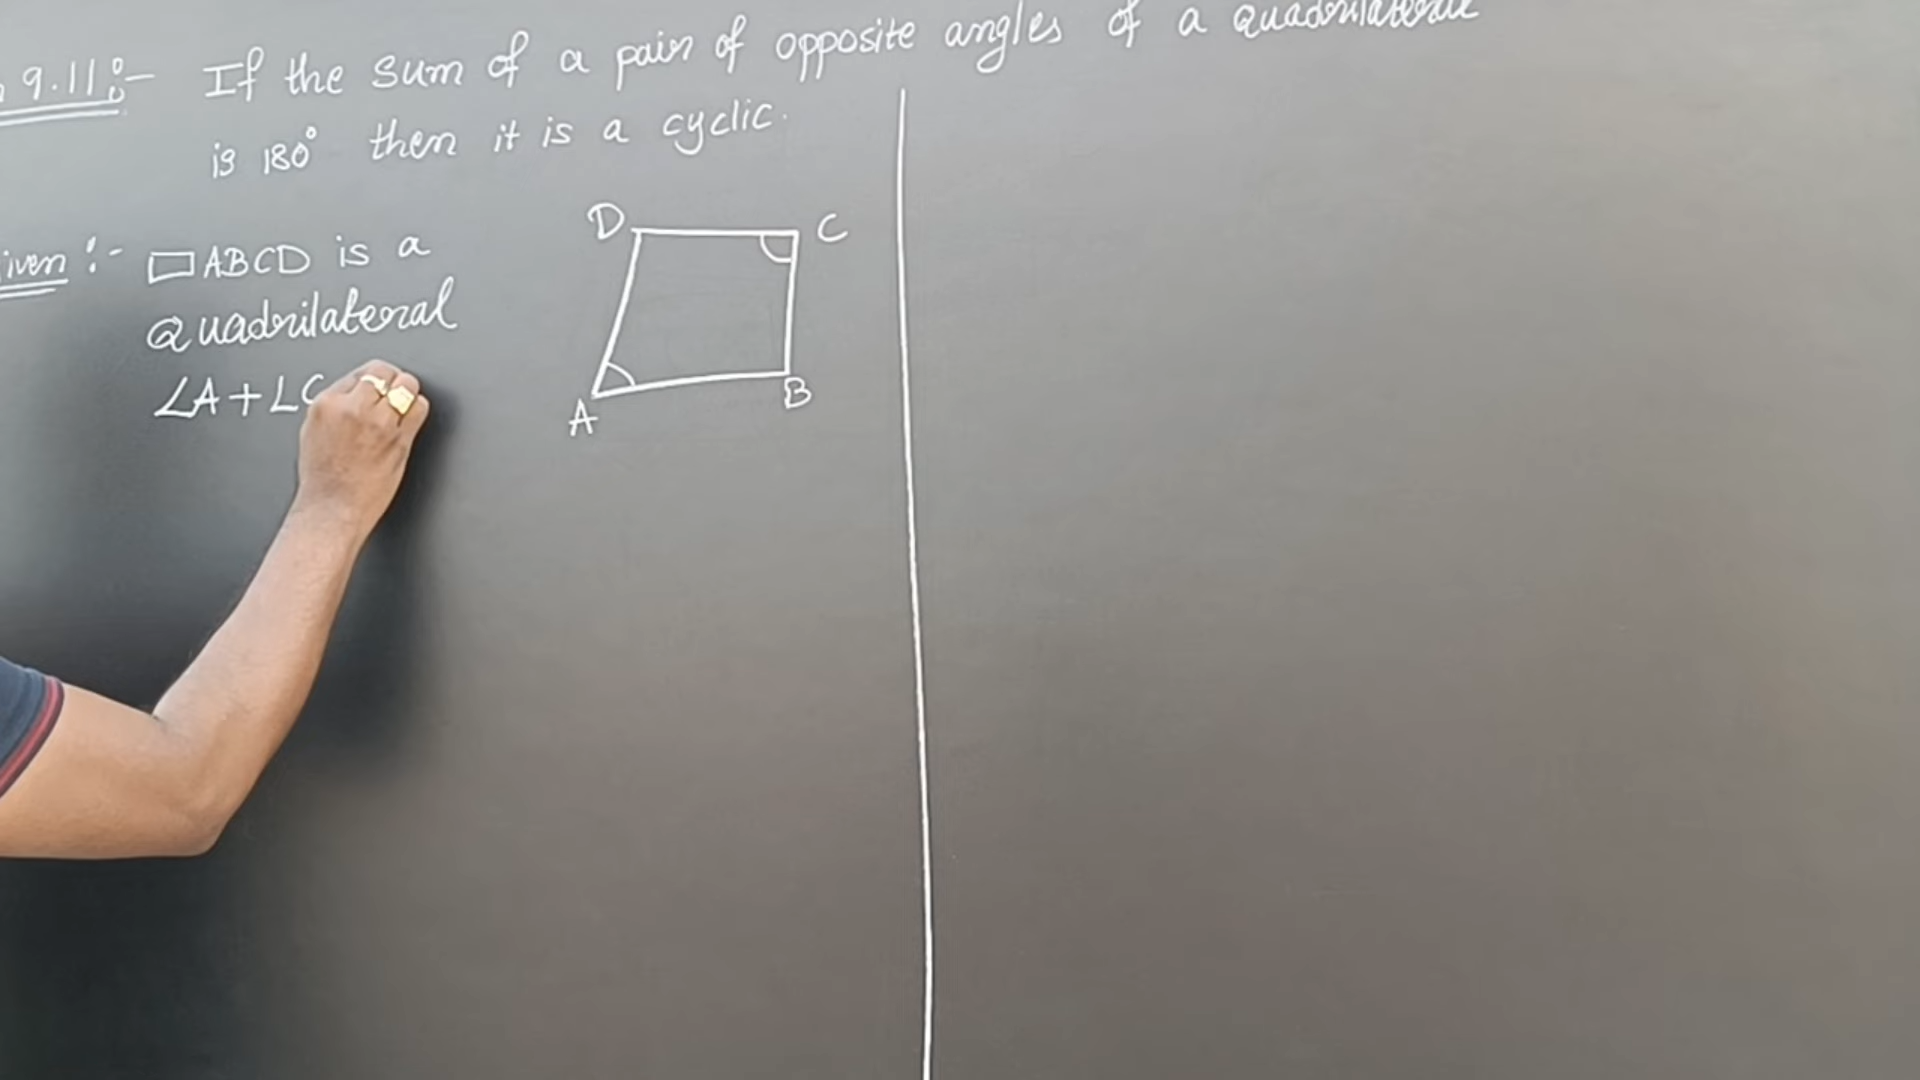 9.11:- If the sum of a pair of opposite angles of a quadrilateral
is 180° then it is a cyclic.
iven :- ▭ABCD is a
Quadrilateral
∠A+∠C
D C
A B